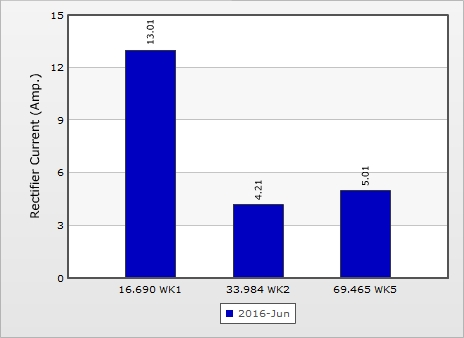 15
12
9
6
3
0
Rectifier Current (Amp.)
13.01
4.21
5.01
16.690 WK1
33.984 WK2
69.465 WK5
2016-Jun